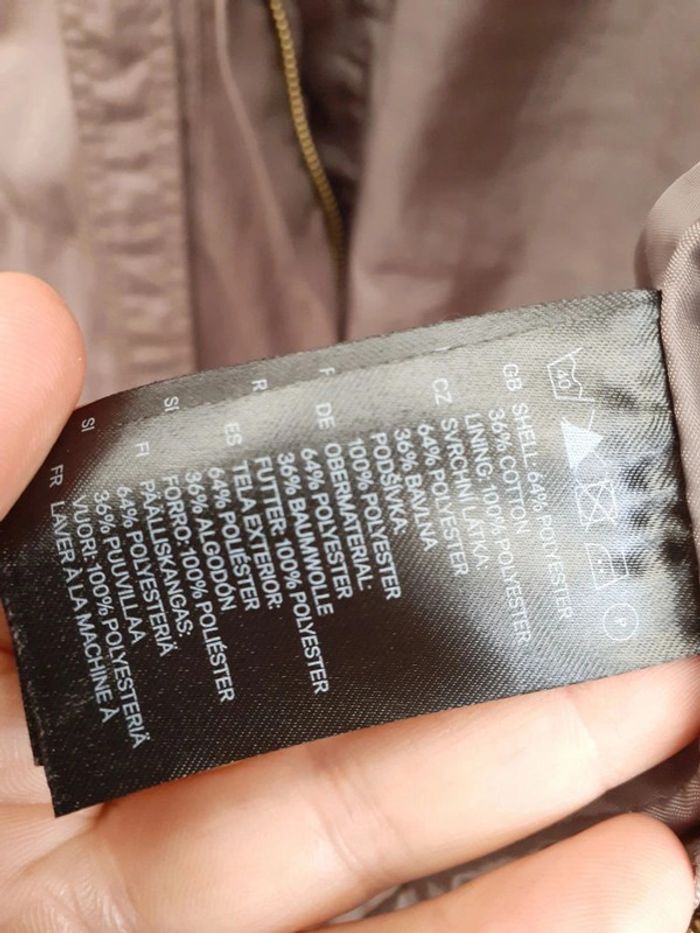 40
P
GB SHELL: 64% POLYESTER
36% COTTON
LINING: 100% POLYESTER
CZ SVRCHNÍ LÁTKA:
64% POLYESTER
36% BAVLNA
PODŠÍVKA:
100% POLYESTER
DE OBERMATERIAL:
64% POLYESTER
36% BAUMWOLLE
FUTTER: 100% POLYESTER
ES TELA EXTERIOR:
64% POLIÉSTER
36% ALGODÓN
FORRO: 100% POLIÉSTER
FI PÄÄLLISKANGAS:
64% POLYESTERIÄ
36% PUUVILLAA
VUORI: 100% POLYESTERIÄ
FR LAVER À LA MACHINE À
SI
SI